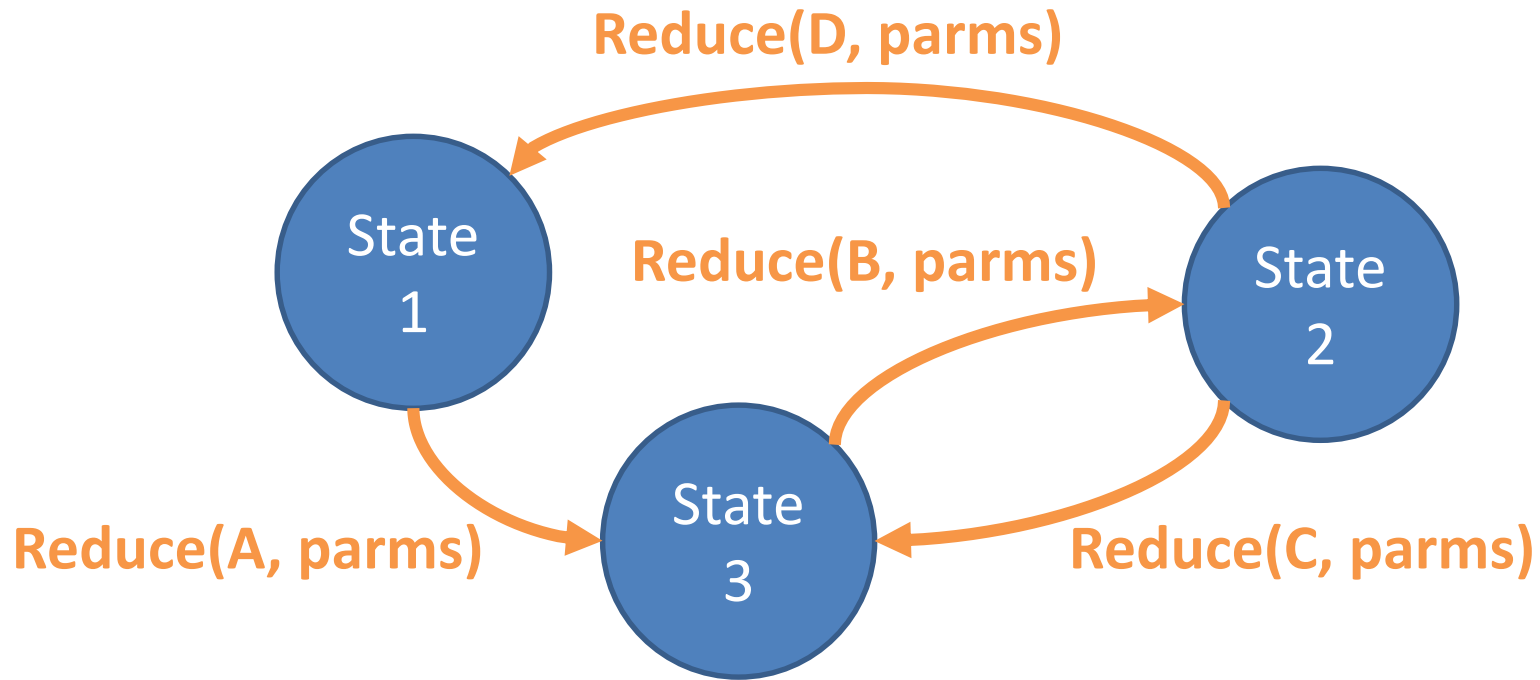 Reduce(D, parms)
State
1
Reduce(B, parms)
State
2
State
3
Reduce(A, parms)
Reduce(C, parms)